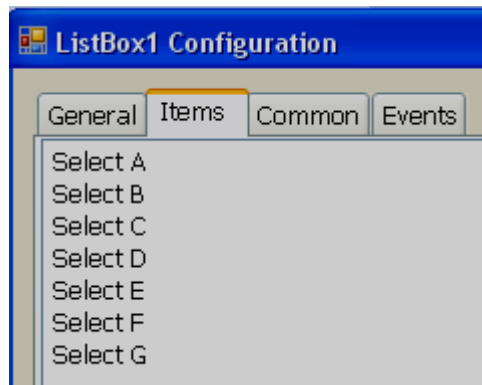 ListBox1 Configuration
General Items Common Events
Select A
Select B
Select C
Select D
Select E
Select F
Select G